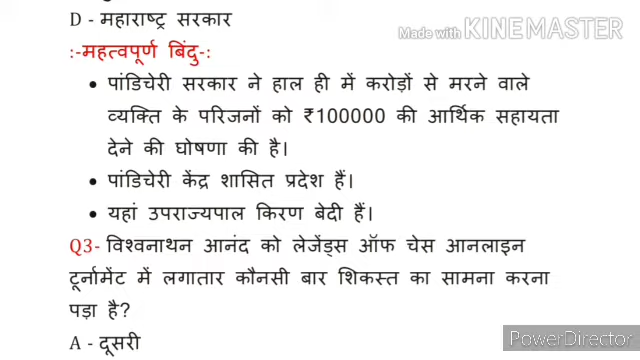 D - महाराष्ट्र सरकार
Made with KINEMASTER
:-महत्वपूर्ण बिंदु-:
• पांडिचेरी सरकार ने हाल ही में करोड़ों से मरने वाले
व्यक्ति के परिजनों को ₹100000 की आर्थिक सहायता
देने की घोषणा की है।
• पांडिचेरी केंद्र शासित प्रदेश हैं।
• यहां उपराज्यपाल किरण बेदी हैं।
Q3- विश्वनाथन आनंद को लेजेंड्स ऑफ चेस आनलाइन
टूर्नामेंट में लगातार कौनसी बार शिकस्त का सामना करना
पड़ा है?
PowerDirector
A - दूसरी